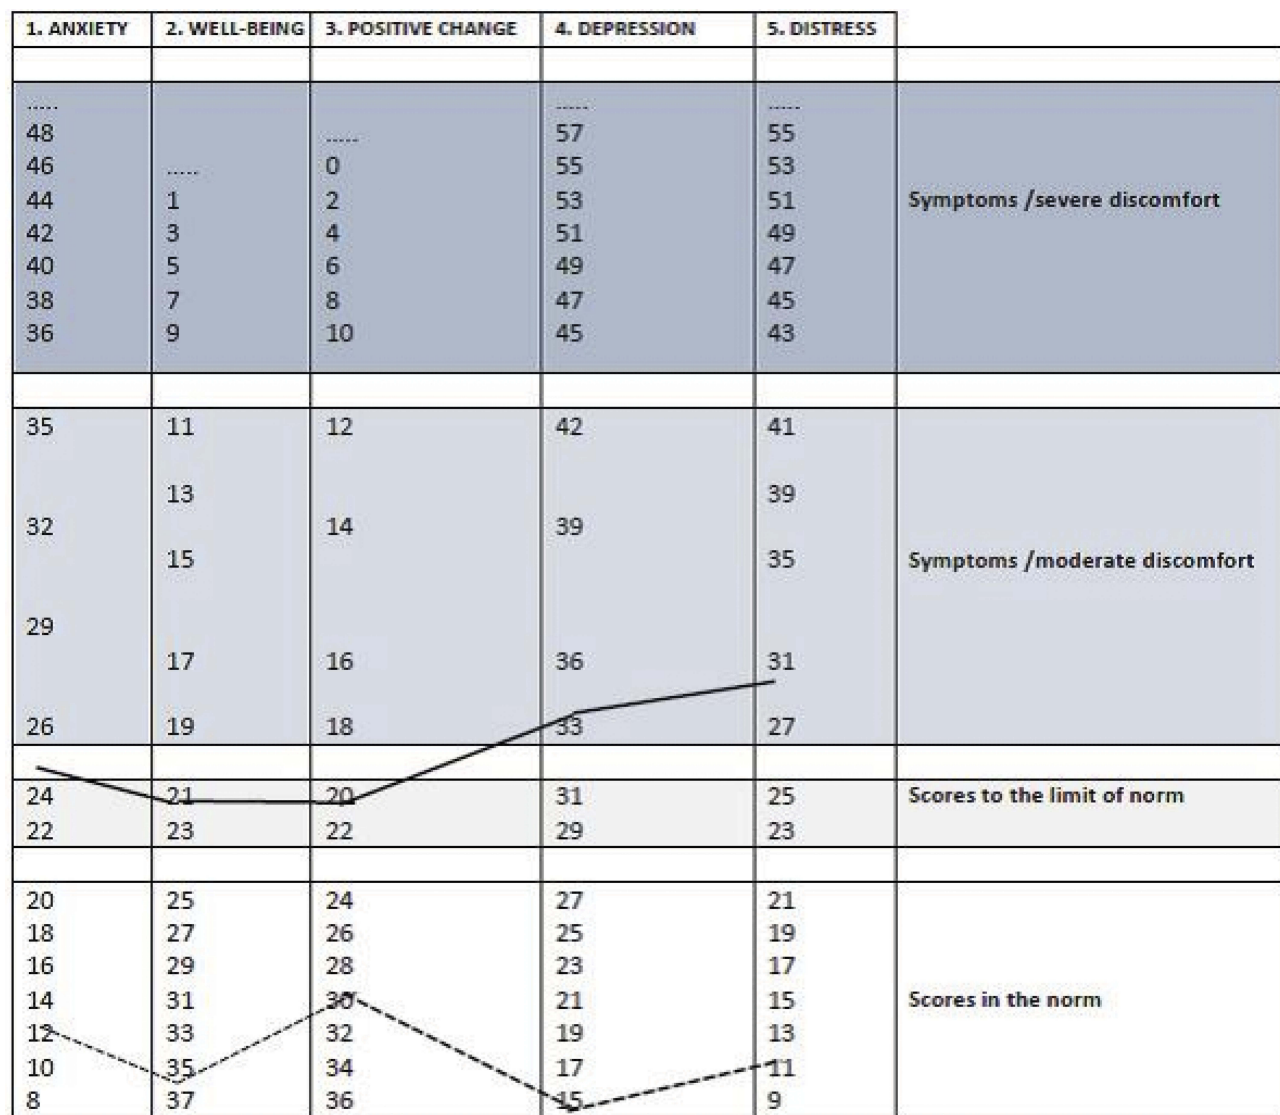 1. ANXIETY 2. WELL-BEING 3. POSITIVE CHANGE 4. DEPRESSION 5. DISTRESS
..... ..... .....
48 ..... 57 55
46 ..... 0 55 53
44 1 2 53 51 Symptoms /severe discomfort
42 3 4 51 49
40 5 6 49 47
38 7 8 47 45
36 9 10 45 43
35 11 12 42 41
13 39
32 14 39
15 35 Symptoms /moderate discomfort
29
17 16 36 31
26 19 18 33 27
24 21 20 31 25 Scores to the limit of norm
22 23 22 29 23
20 25 24 27 21
18 27 26 25 19
16 29 28 23 17
14 31 30 21 15 Scores in the norm
12 33 32 19 13
10 35 34 17 11
8 37 36 15 9